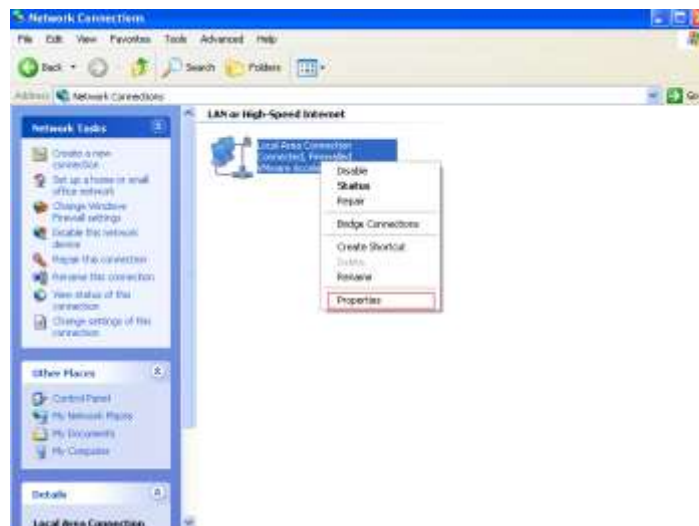 Network Connections
File Edit View Favorites Tools Advanced Help
Back Search Folders
Address Network Connections Go
Network Tasks
Create a new
connection
Set up a home or small
office network
Change Windows
Firewall settings
Disable this network
device
Repair this connection
Rename this connection
View status of this
connection
Change settings of this
connection
Other Places
Control Panel
My Network Places
My Documents
My Computer
Details
Local Area Connection
LAN or High-Speed Internet
Local Area Connection
Connected, Firewalled
VMware Accele
Disable
Status
Repair
Bridge Connections
Create Shortcut
Delete
Rename
Properties